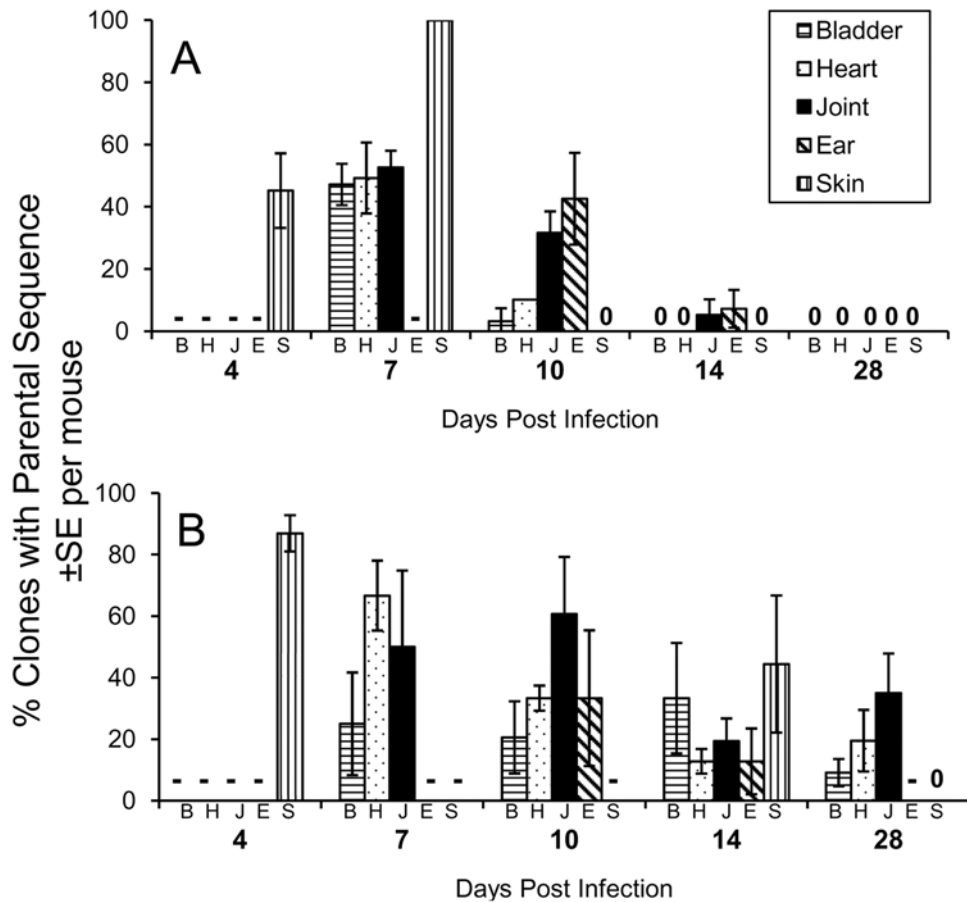 % Clones with Parental Sequence
±SE per mouse
A
100
80
60
40
20
0
Bladder
Heart
Joint
Ear
Skin
- - - - - 0 0 0 0 0 0 0 0 0
B H J E S B H J E S B H J E S B H J E S B H J E S
4 7 10 14 28
Days Post Infection
B
100
80
60
40
20
0
- - - - - - - - 0
B H J E S B H J E S B H J E S B H J E S B H J E S
4 7 10 14 28
Days Post Infection